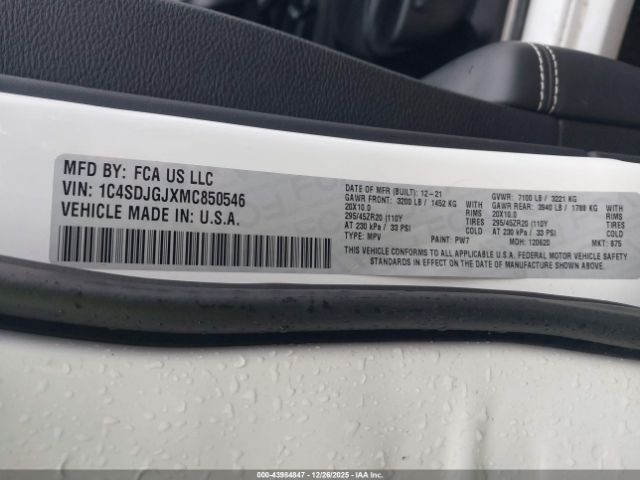 MFD BY: FCA US LLC
VIN: 1C4SDJGJXMC850546
VEHICLE MADE IN: U.S.A.
DATE OF MFR (BUILT): 12-21 GVWR: 7100 LB / 3221 KG
GAWR FRONT: 3200 LB / 1452 KG WITH GAWR REAR: 3940 LB / 1788 KG WITH
20X10.0 RIMS 20X10.0 RIMS
295/45ZR20 (110Y TIRES 295/45ZR20 (110Y TIRES
AT 230 kPa / 33 PSI COLD AT 230 kPa / 33 PSI COLD
TYPE: MPV PAINT: PW7 MDH: 120620 MKT: 875
THIS VEHICLE CONFORMS TO ALL APPLICABLE U.S.A. FEDERAL MOTOR VEHICLE SAFETY
STANDARDS IN EFFECT ON THE DATE OF MANUFACTURE SHOWN ABOVE
000-43984847 | 12/26/2025 - IAA Inc.